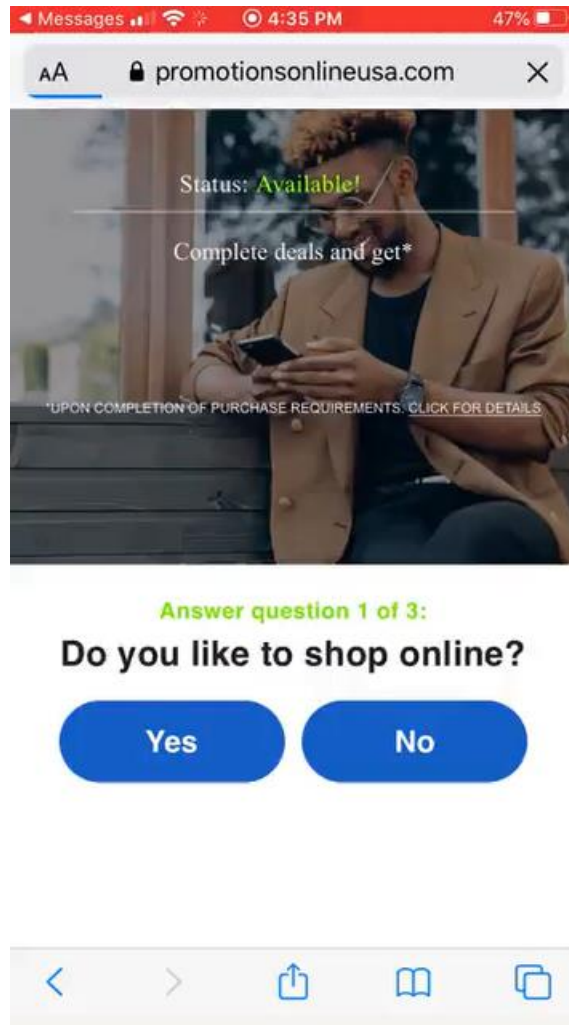 Messages 4:35 PM 47%
AA promotionsonlineusa.com
Status: Available!
Complete deals and get*
*UPON COMPLETION OF PURCHASE REQUIREMENTS. CLICK FOR DETAILS
Answer question 1 of 3:
Do you like to shop online?
Yes No